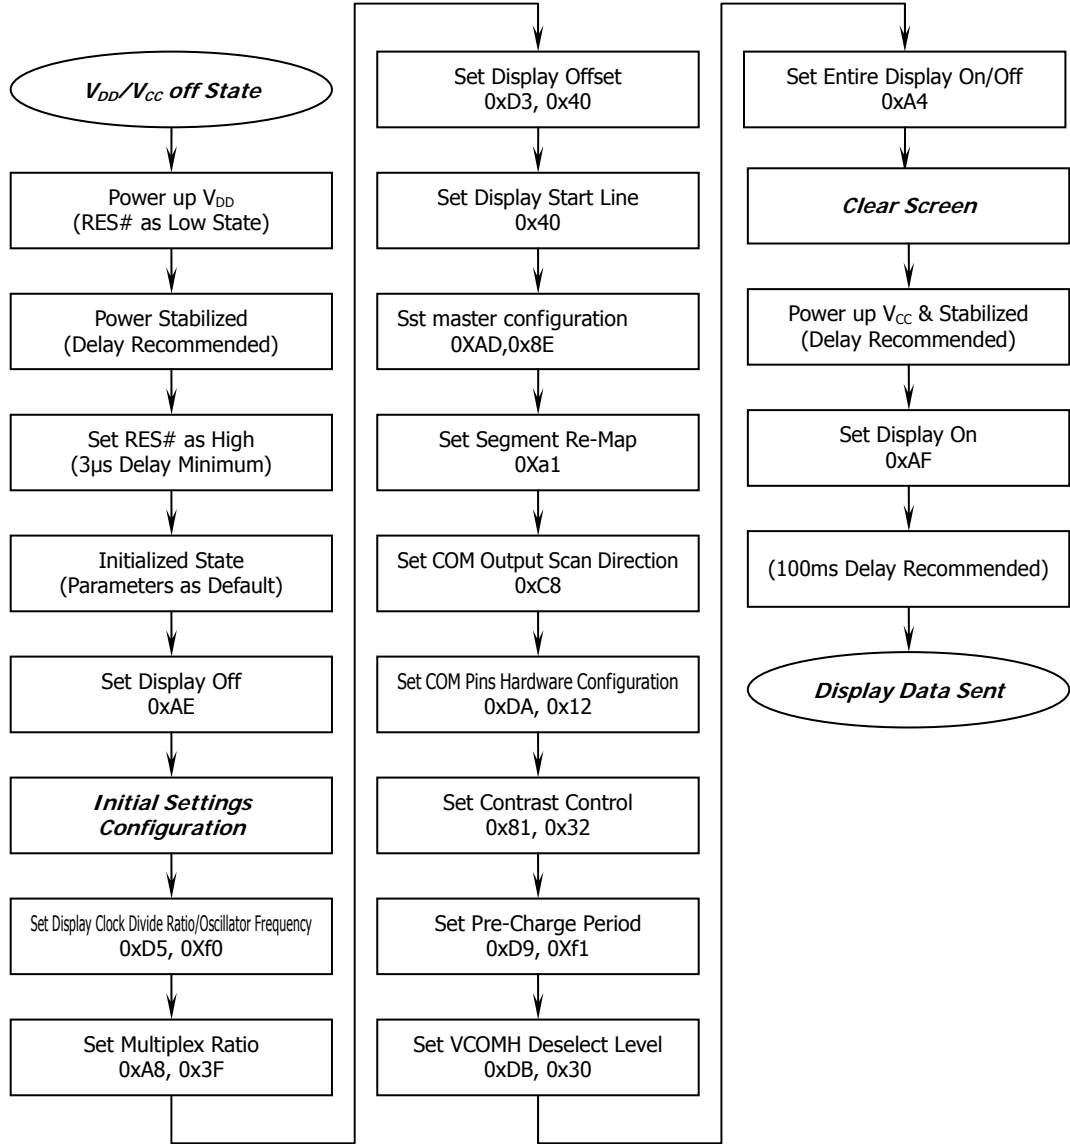 V_DD/V_CC off State
Power up V_DD
(RES# as Low State)
Power Stabilized
(Delay Recommended)
Set RES# as High
(3μs Delay Minimum)
Initialized State
(Parameters as Default)
Set Display Off
0xAE
Initial Settings
Configuration
Set Display Clock Divide Ratio/Oscillator Frequency
0xD5, 0Xf0
Set Multiplex Ratio
0xA8, 0x3F
Set Display Offset
0xD3, 0x40
Set Display Start Line
0x40
Sst master configuration
0XAD,0x8E
Set Segment Re-Map
0Xa1
Set COM Output Scan Direction
0xC8
Set COM Pins Hardware Configuration
0xDA, 0x12
Set Contrast Control
0x81, 0x32
Set Pre-Charge Period
0xD9, 0Xf1
Set VCOMH Deselect Level
0xDB, 0x30
Set Entire Display On/Off
0xA4
Clear Screen
Power up V_CC & Stabilized
(Delay Recommended)
Set Display On
0xAF
(100ms Delay Recommended)
Display Data Sent